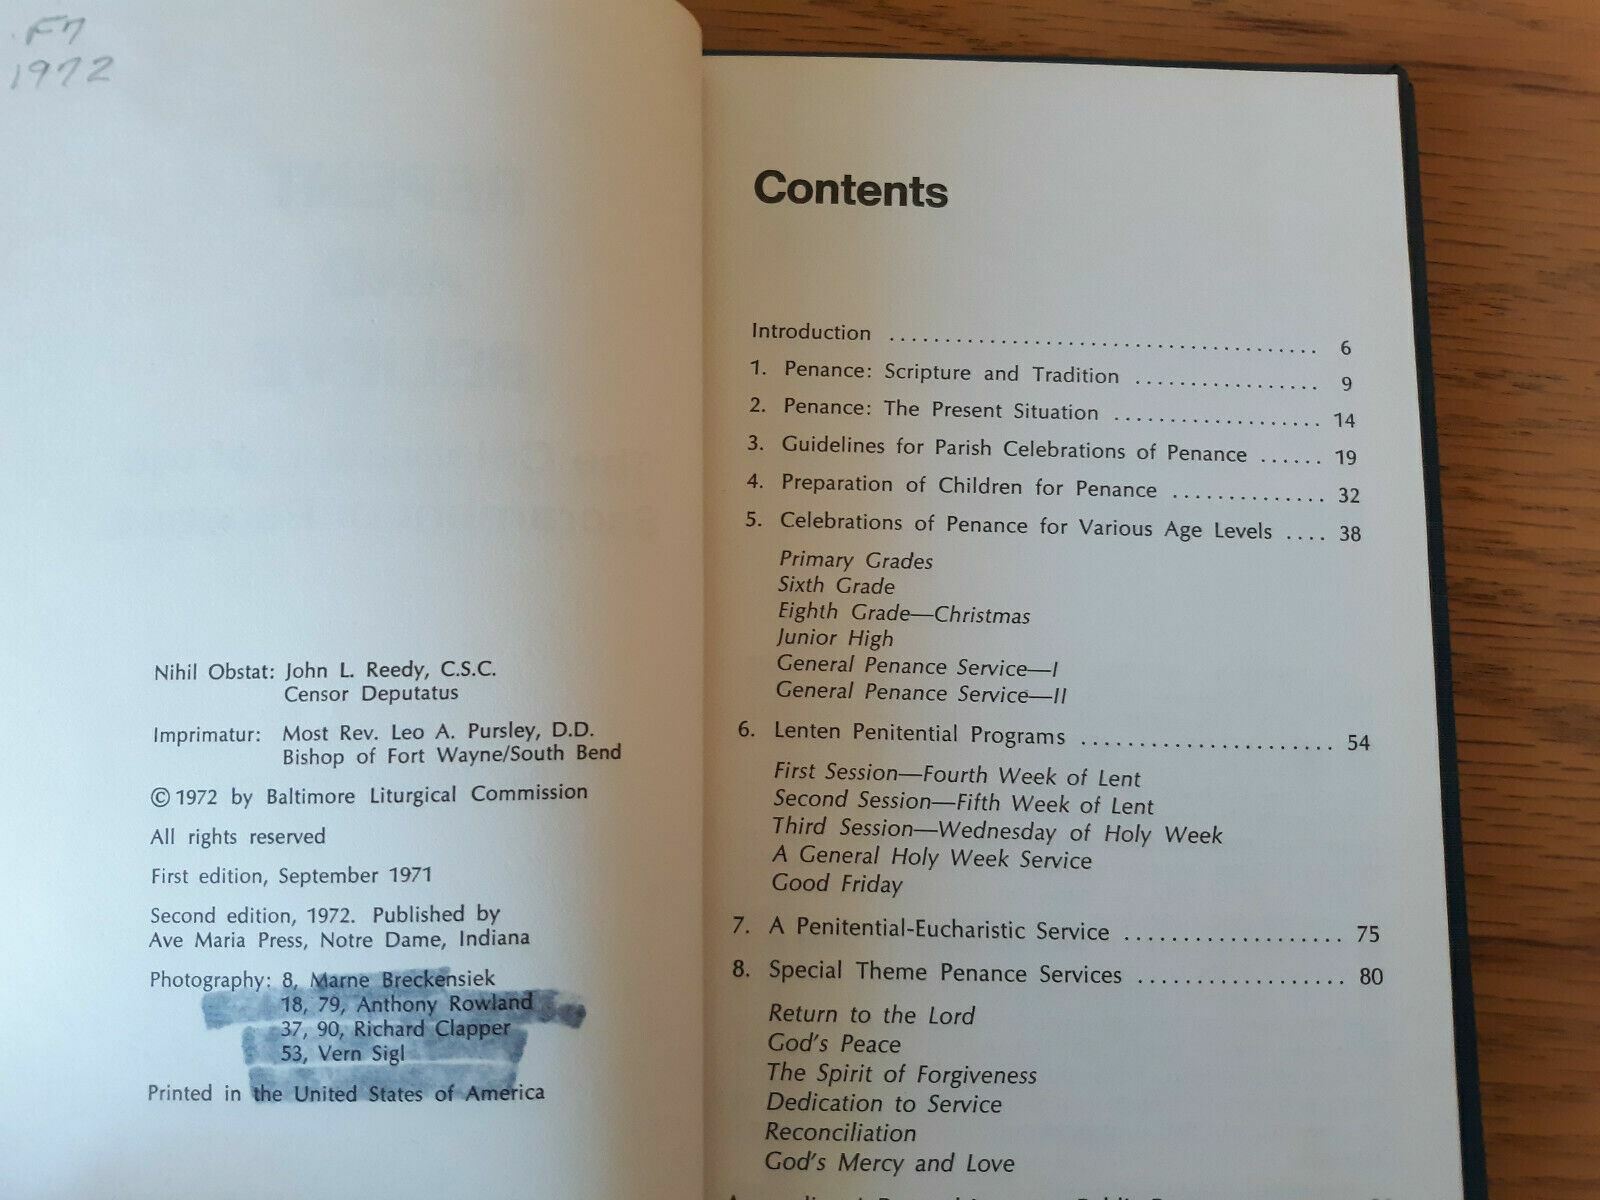 F7
1972
Nihil Obstat: John L. Reedy, C.S.C.
Censor Deputatus
Imprimatur: Most Rev. Leo A. Pursley, D.D.
Bishop of Fort Wayne/South Bend
© 1972 by Baltimore Liturgical Commission
All rights reserved
First edition, September 1971
Second edition, 1972. Published by
Ave Maria Press, Notre Dame, Indiana
Photography: 8, Marne Breckensiek
18, 79, Anthony Rowland
37, 90, Richard Clapper
53, Vern Sigl
Printed in the United States of America
Contents
Introduction ........................................ 6
1. Penance: Scripture and Tradition ................. 9
2. Penance: The Present Situation ................... 14
3. Guidelines for Parish Celebrations of Penance ...... 19
4. Preparation of Children for Penance .............. 32
5. Celebrations of Penance for Various Age Levels .... 38
Primary Grades
Sixth Grade
Eighth Grade—Christmas
Junior High
General Penance Service—I
General Penance Service—II
6. Lenten Penitential Programs ....................... 54
First Session—Fourth Week of Lent
Second Session—Fifth Week of Lent
Third Session—Wednesday of Holy Week
A General Holy Week Service
Good Friday
7. A Penitential-Eucharistic Service .................... 75
8. Special Theme Penance Services ................... 80
Return to the Lord
God's Peace
The Spirit of Forgiveness
Dedication to Service
Reconciliation
God's Mercy and Love